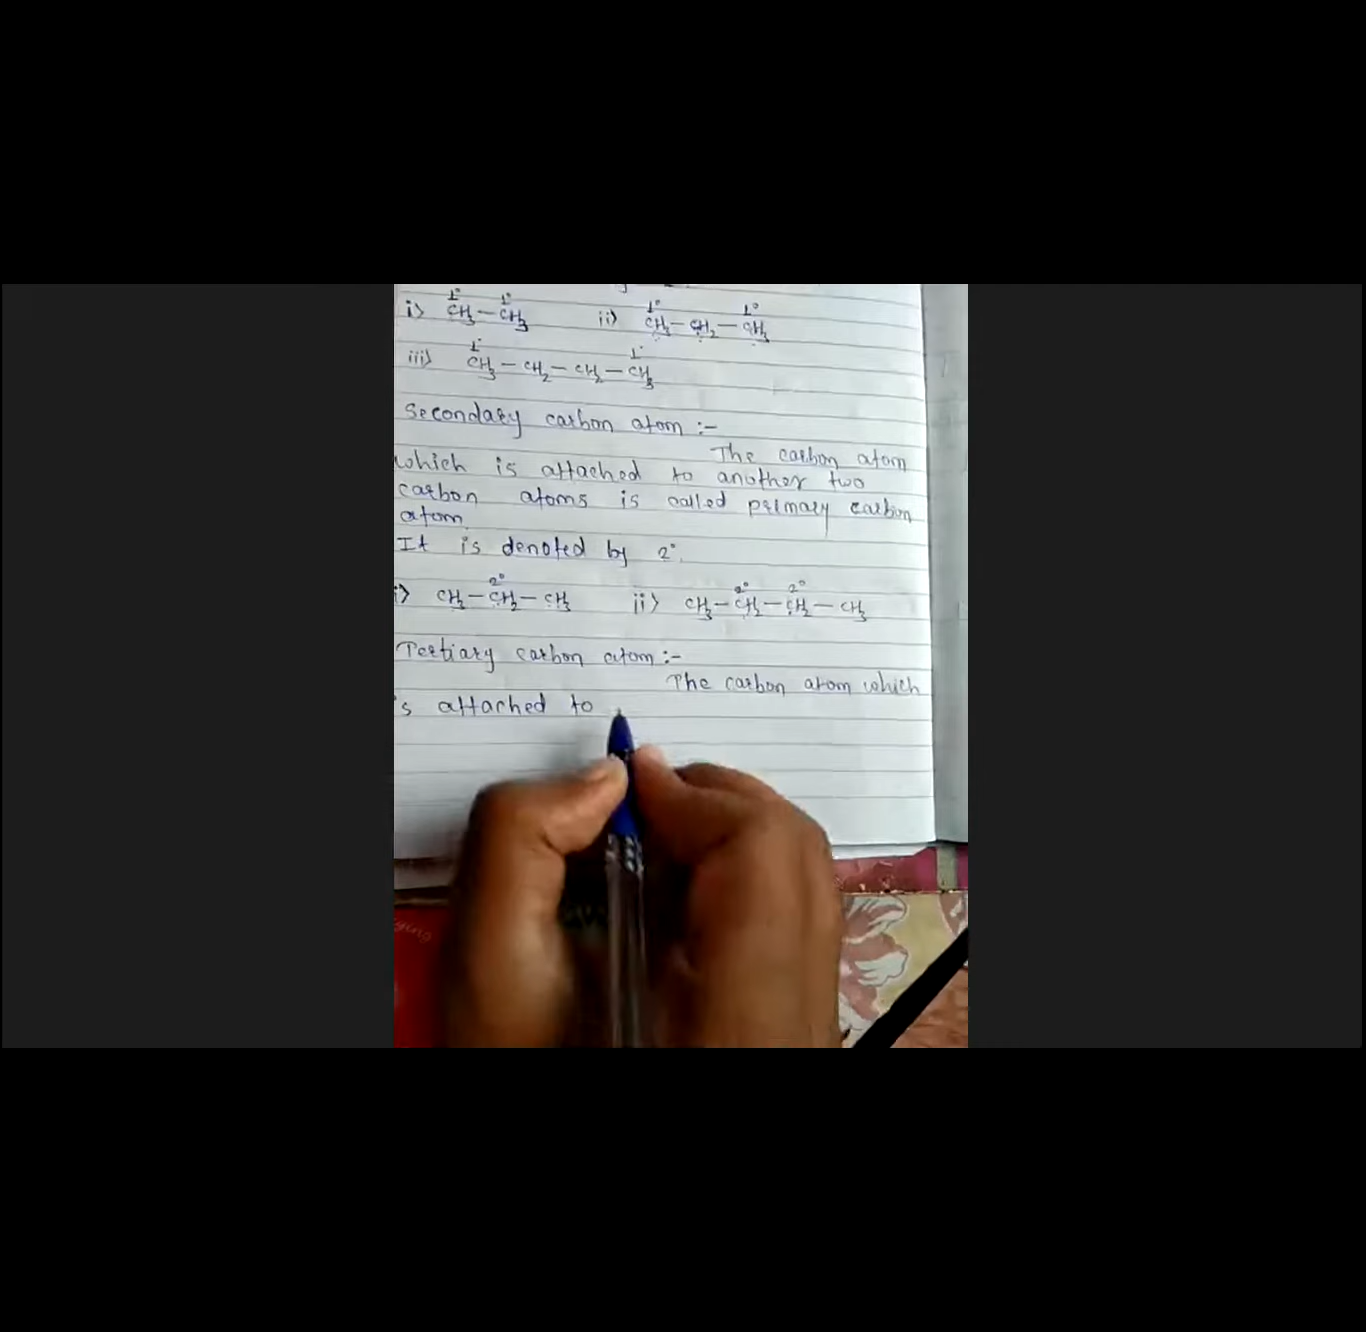 i> 1° CH3 - 1° CH3 ii) 1° CH3 - CH2 - 1° CH3
iii) 1° CH3 - CH2 - CH2 - 1° CH3
Secondary carbon atom :-
The carbon atom
which is attached to another two
carbon atoms is called primary carbon
atom
It is denoted by 2°.
i> CH3 - 2° CH2 - CH3 ii> CH3 - 2° CH2 - 2° CH2 - CH3
Tertiary carbon atom :-
The carbon atom which
is attached to